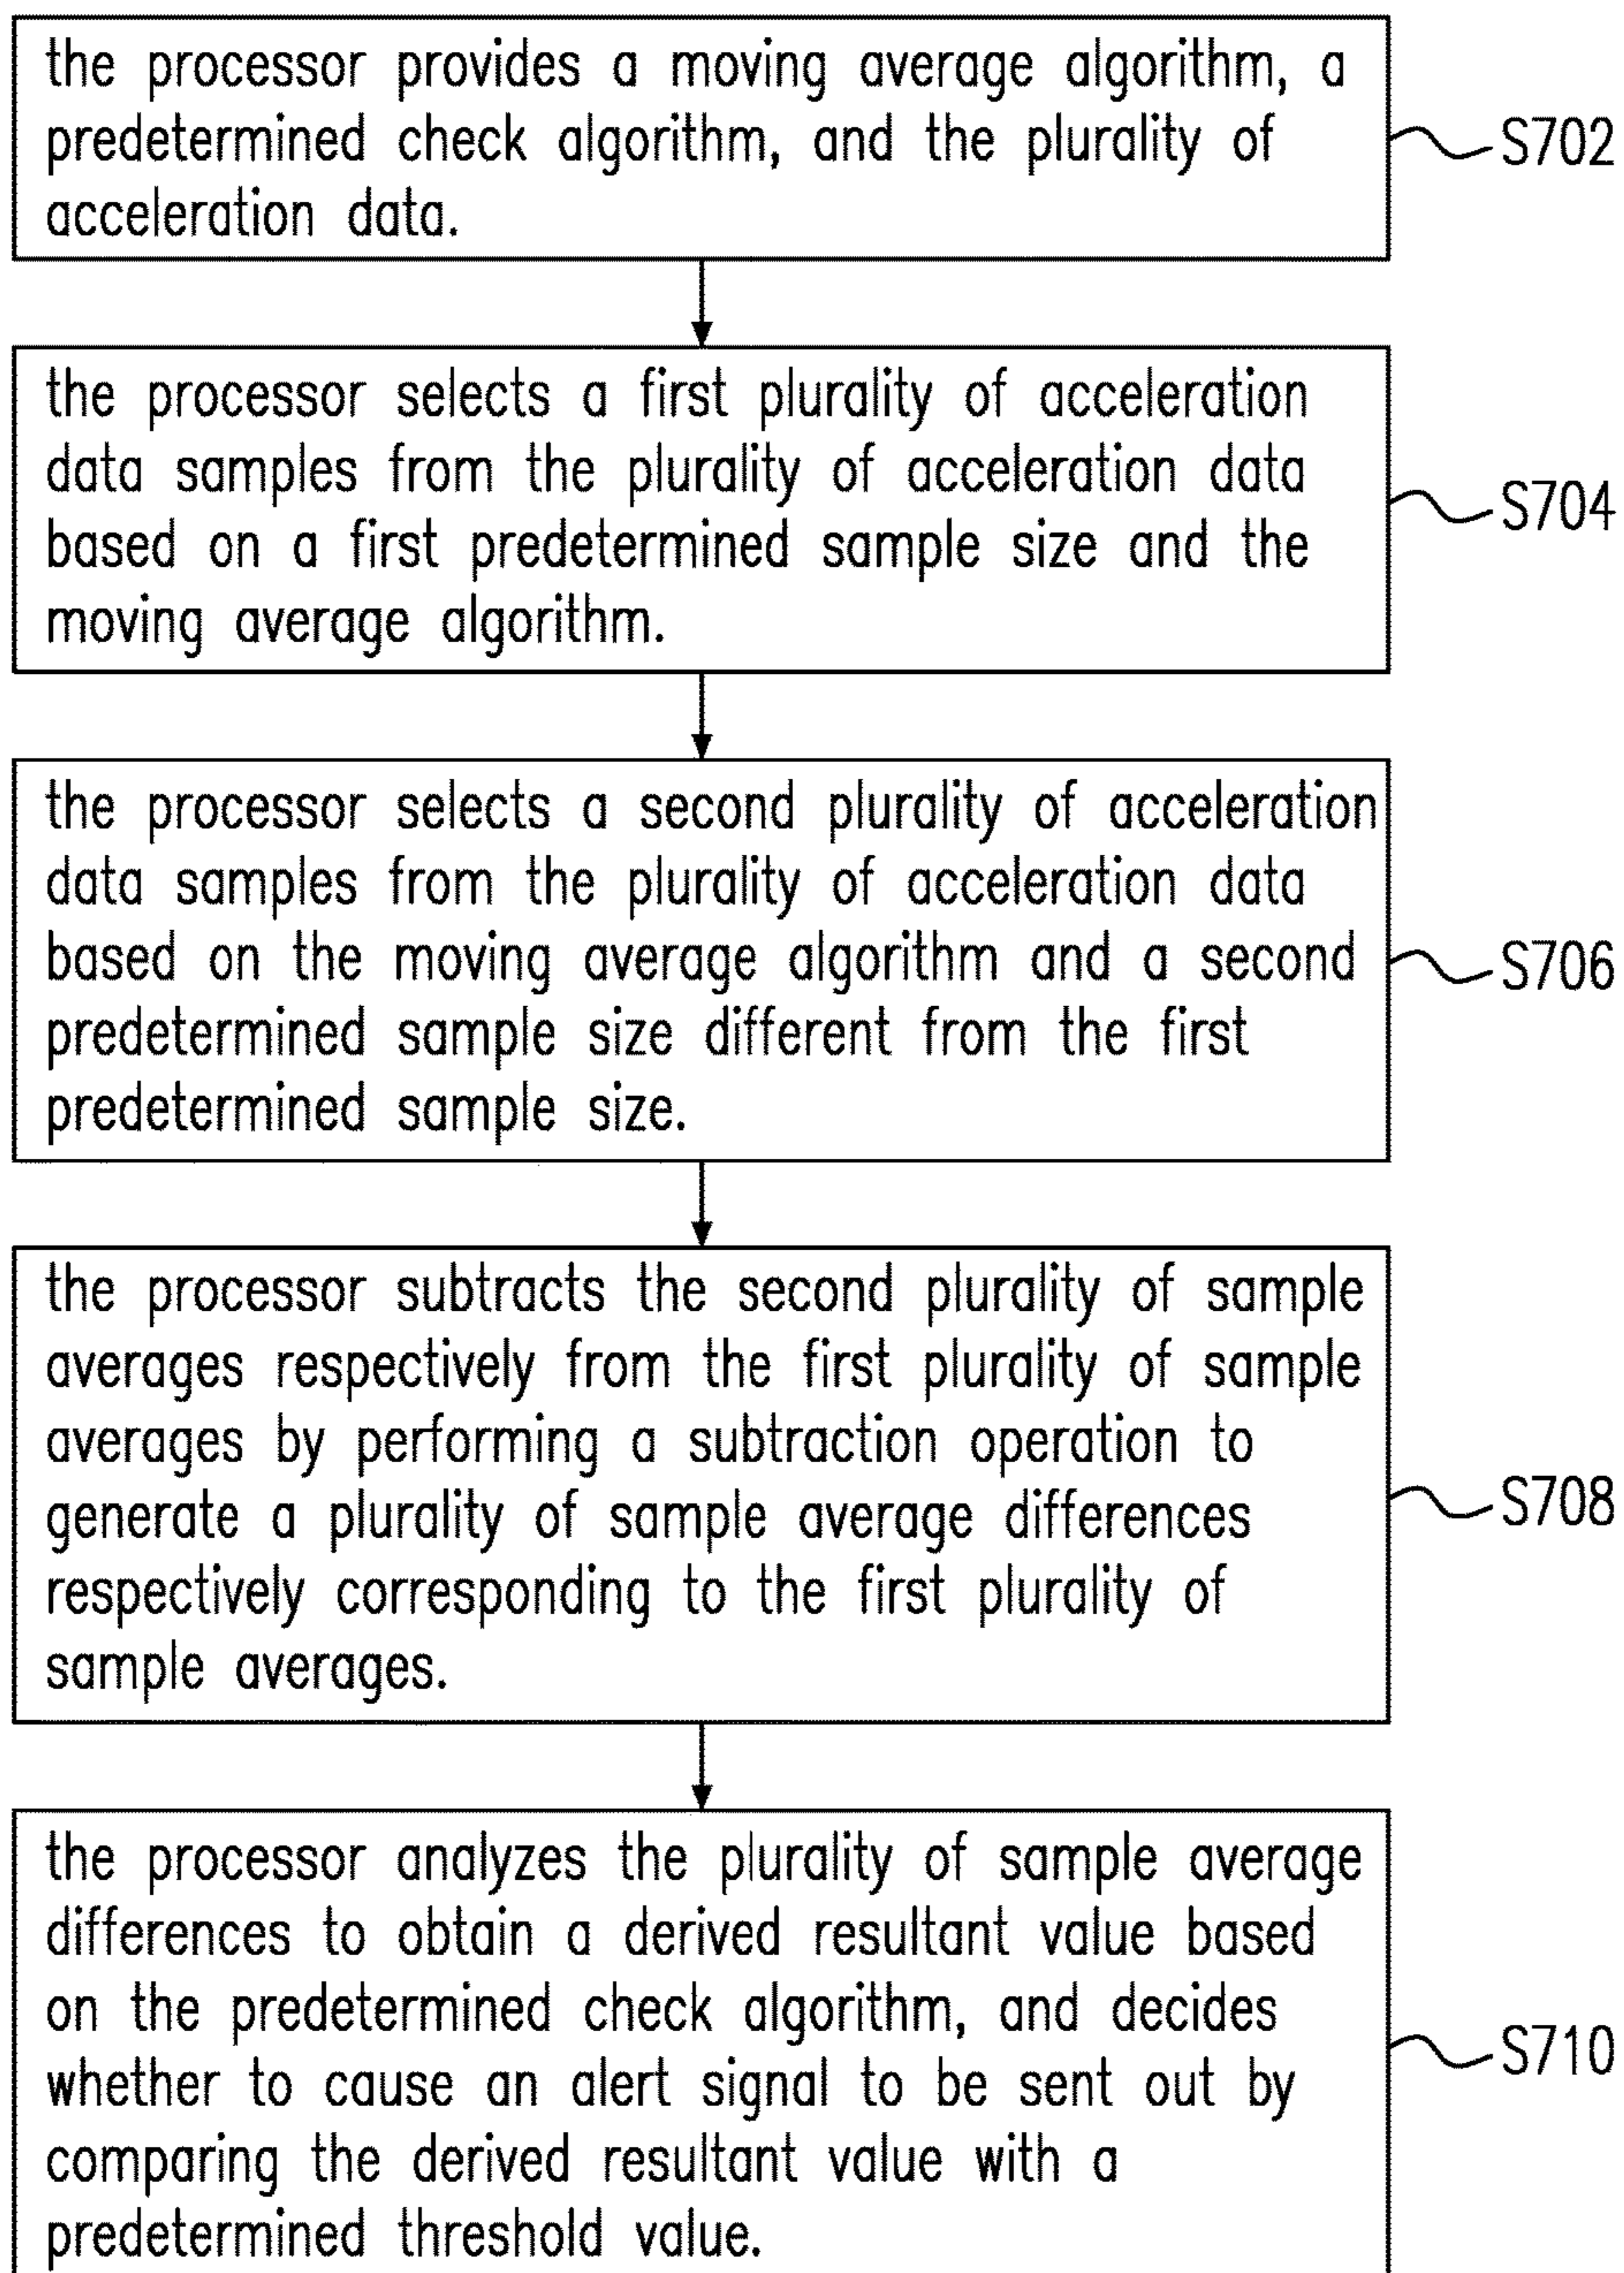 the processor provides a moving average algorithm, a
predetermined check algorithm, and the plurality of
acceleration data.
S702
the processor selects a first plurality of acceleration
data samples from the plurality of acceleration data
based on a first predetermined sample size and the
moving average algorithm.
S704
the processor selects a second plurality of acceleration
data samples from the plurality of acceleration data
based on the moving average algorithm and a second
predetermined sample size different from the first
predetermined sample size.
S706
the processor subtracts the second plurality of sample
averages respectively from the first plurality of sample
averages by performing a subtraction operation to
generate a plurality of sample average differences
respectively corresponding to the first plurality of
sample averages.
S708
the processor analyzes the plurality of sample average
differences to obtain a derived resultant value based
on the predetermined check algorithm, and decides
whether to cause an alert signal to be sent out by
comparing the derived resultant value with a
predetermined threshold value.
S710